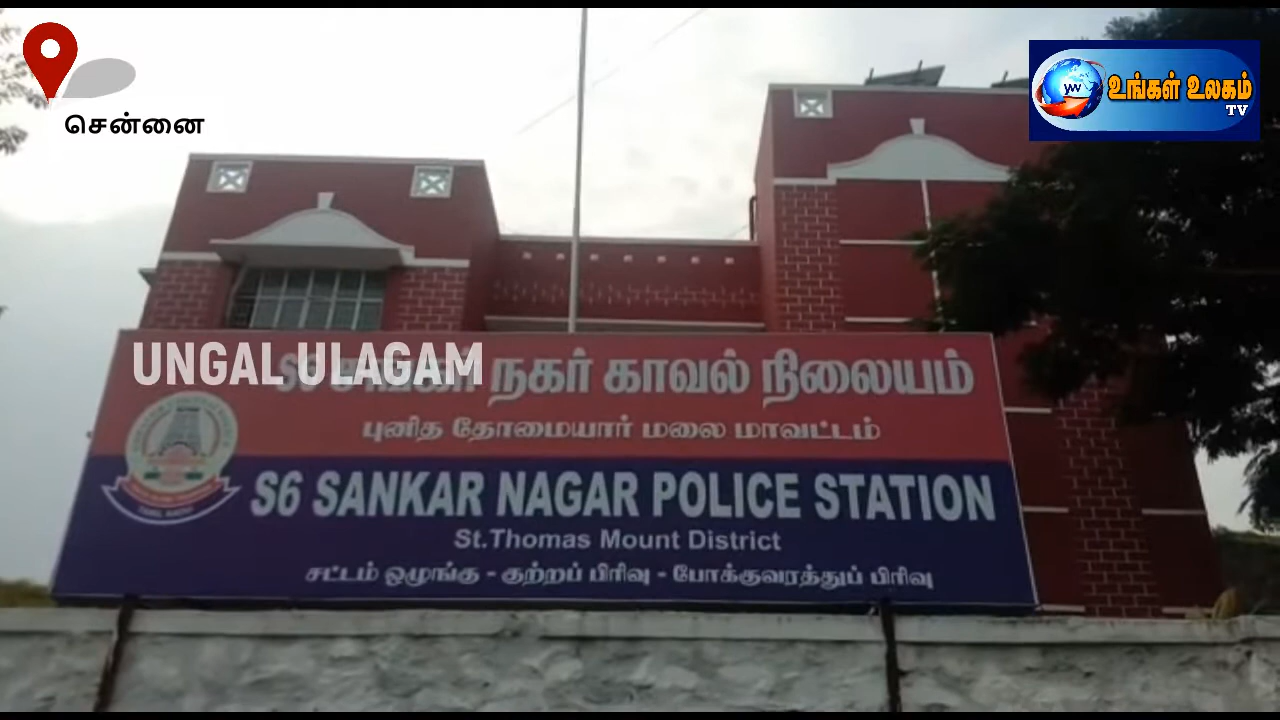 சென்னை
yw உங்கள் உலகம்
TV
UNGAL ULAGAM
நகர் காவல் நிலையம்
புனித தோமையார் மலை மாவட்டம்
S6 SANKAR NAGAR POLICE STATION
St.Thomas Mount District
சட்டம் ஒழுங்கு - குற்றப் பிரிவு - போக்குவரத்துப் பிரிவு